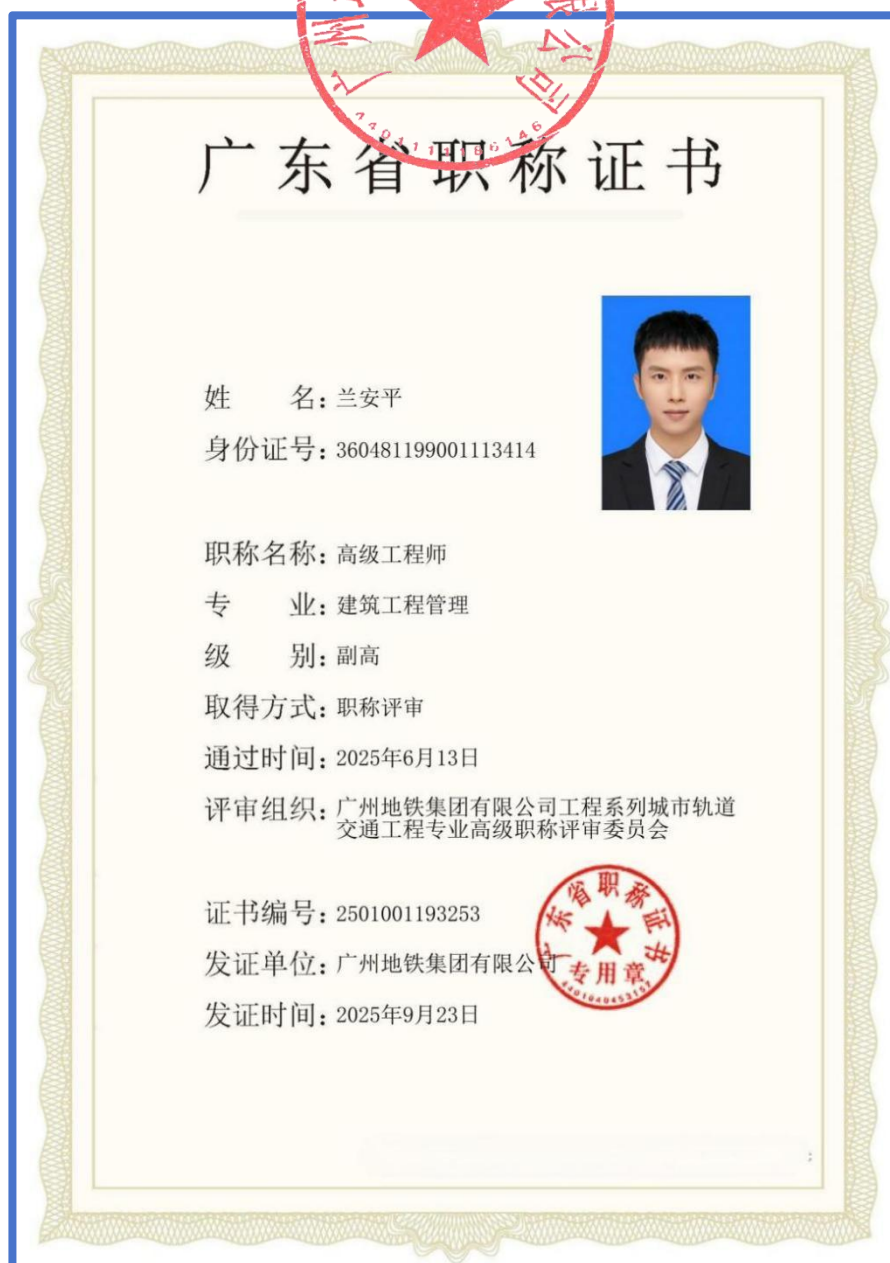 限公司
4401111186146
广东省职称证书
姓 名：兰安平
身份证号：360481199001113414
职称名称：高级工程师
专 业：建筑工程管理
级 别：副高
取得方式：职称评审
通过时间：2025年6月13日
评审组织：广州地铁集团有限公司工程系列城市轨道
交通工程专业高级职称评审委员会
证书编号：2501001193253
发证单位：广州地铁集团有限公司
发证时间：2025年9月23日
广东省职称证书
专用章
4401040453157